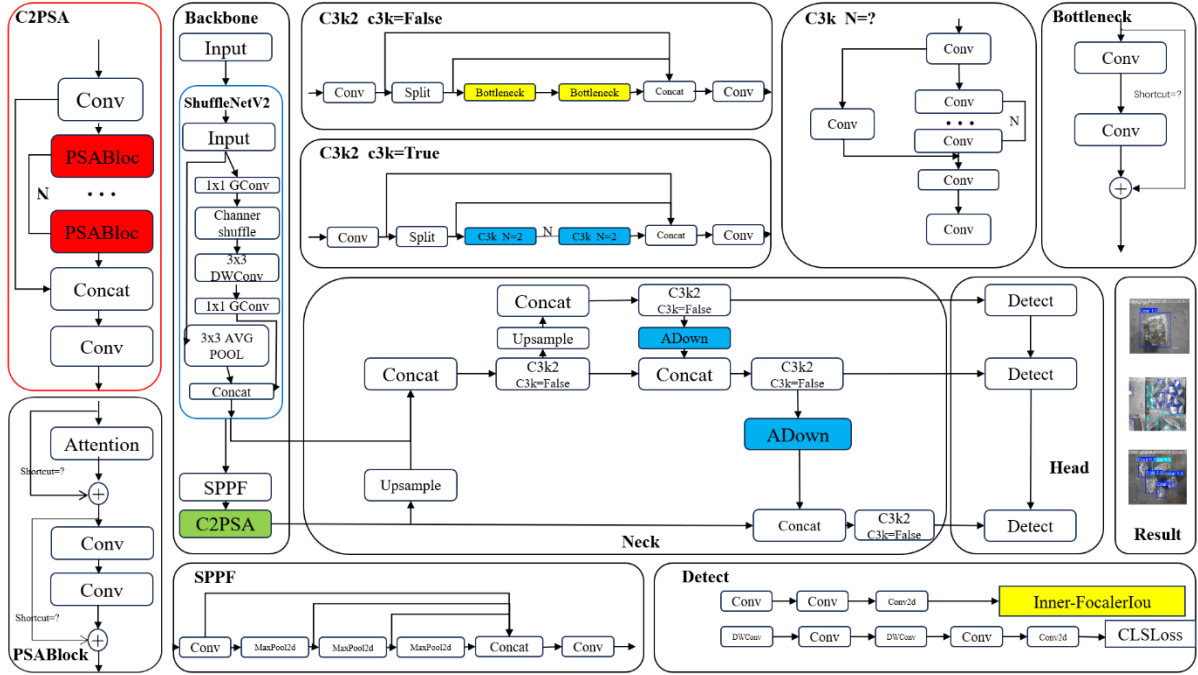 C2PSA
Conv
PSABloc
N
...
PSABloc
Concat
Conv
Attention
Shortcut=?
Conv
Conv
Shortcut=?
PSABlock
Backbone
Input
ShuffleNetV2
Input
1x1 GConv
Channer
shuffle
3x3
DWConv
1x1 GConv
3x3 AVG
POOL
Concat
SPPF
C2PSA
C3k2 c3k=False
Conv
Split
Bottleneck
Bottleneck
Concat
Conv
C3k2 c3k=True
Conv
Split
C3k N=2
N
C3k N=2
Concat
Conv
C3k N=?
Conv
Conv
Conv
...
N
Conv
Conv
Conv
Bottleneck
Conv
Shortcut=?
Conv
Concat
C3k2
C3k=False
Upsample
ADown
Concat
C3k2
C3k=False
Concat
C3k2
C3k=False
ADown
Upsample
Concat
C3k2
C3k=False
Neck
Detect
Detect
Head
Detect
Result
SPPF
Conv
MaxPool2d
MaxPool2d
MaxPool2d
Concat
Conv
Detect
Conv
Conv
Conv2d
Inner-FocalerIou
DWConv
Conv
DWConv
Conv
Conv2d
CLSLoss